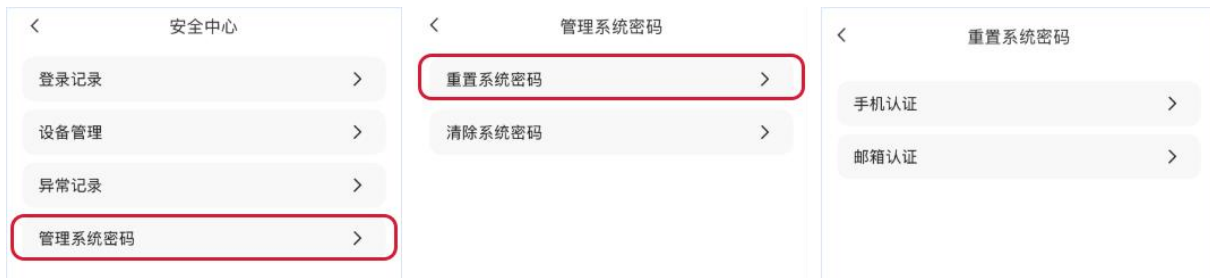 安全中心
登录记录
设备管理
异常记录
管理系统密码
管理系统密码
重置系统密码
清除系统密码
重置系统密码
手机认证
邮箱认证